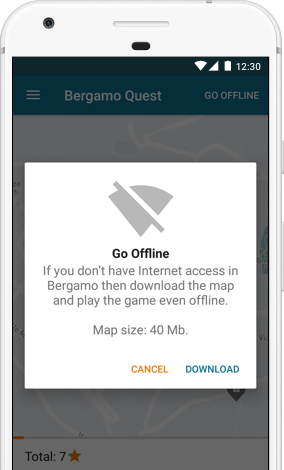 12:30
Bergamo Quest GO OFFLINE
Go Offline
If you don't have Internet access in
Bergamo then download the map
and play the game even offline.
Map size: 40 Mb.
CANCEL DOWNLOAD
Total: 7